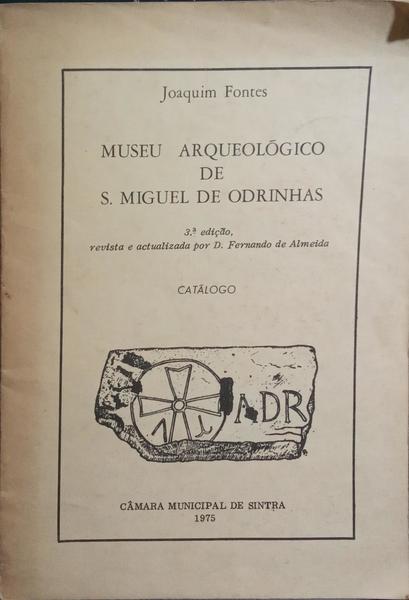 Joaquim Fontes
MUSEU ARQUEOLÓGICO
DE
S. MIGUEL DE ODRINHAS
3.ª edição,
revista e actualizada por D. Fernando de Almeida
CATÁLOGO
ADR
CÂMARA MUNICIPAL DE SINTRA
1975